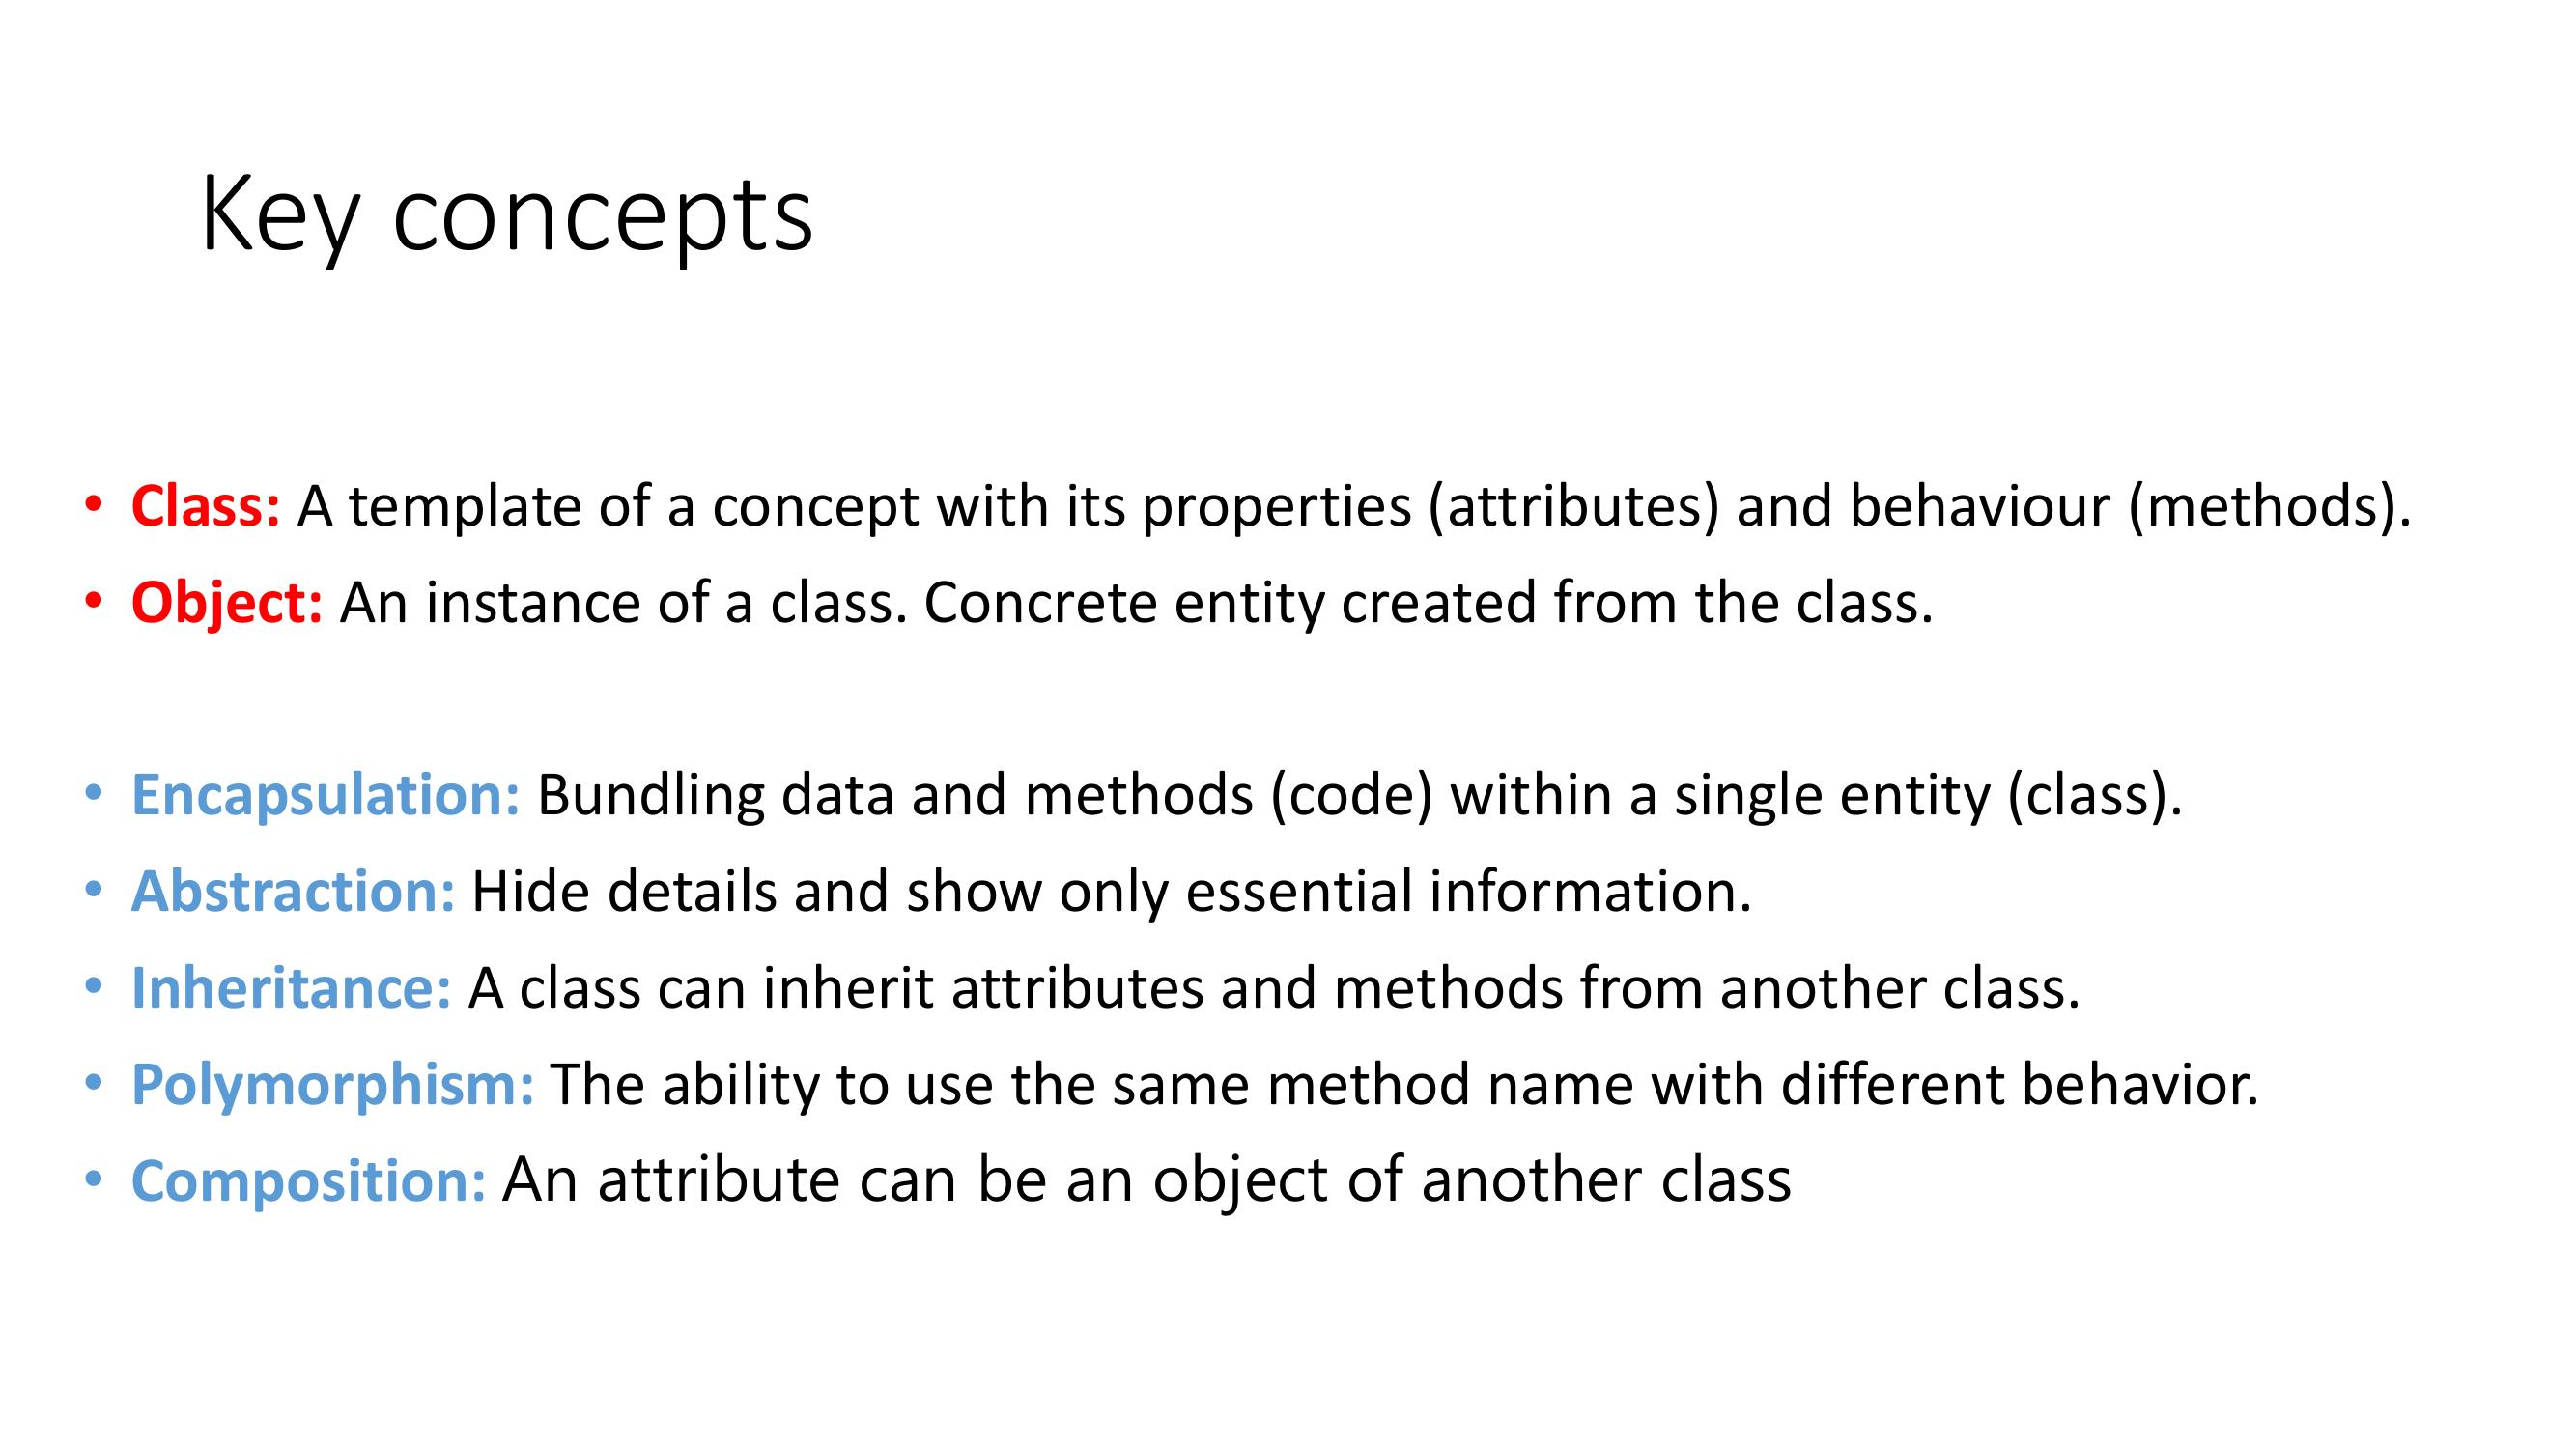 Key concepts
• Class: A template of a concept with its properties (attributes) and behaviour (methods).
• Object: An instance of a class. Concrete entity created from the class.
• Encapsulation: Bundling data and methods (code) within a single entity (class).
• Abstraction: Hide details and show only essential information.
• Inheritance: A class can inherit attributes and methods from another class.
• Polymorphism: The ability to use the same method name with different behavior.
• Composition: An attribute can be an object of another class